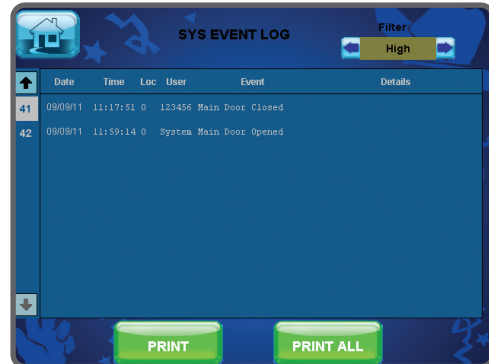 SYS EVENT LOG
Filter
High
Date Time Loc User Event Details
41 09/09/11 11:17:51 0 123456 Main Door Closed
42 09/09/11 11:59:14 0 System Main Door Opened
PRINT PRINT ALL